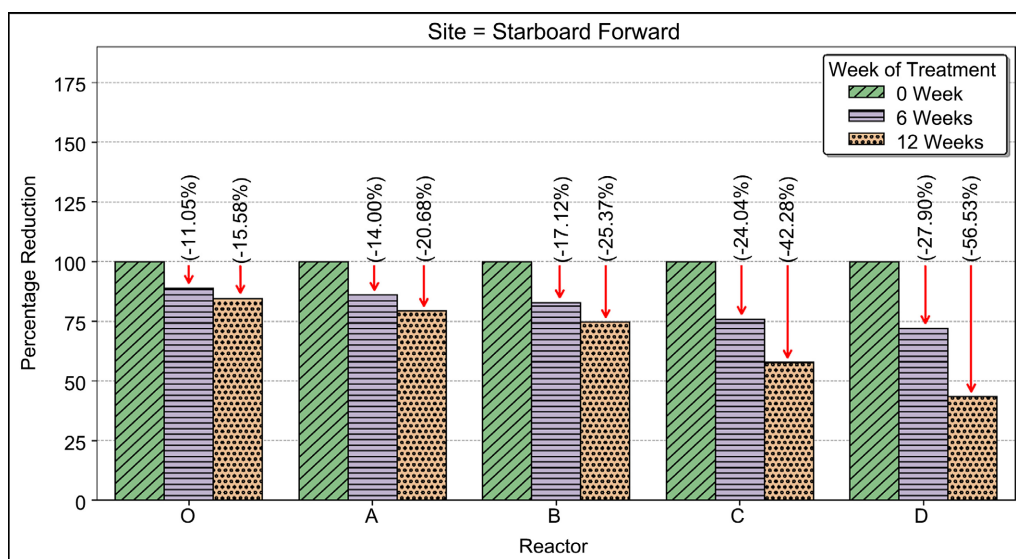 Site = Starboard Forward
Week of Treatment
0 Week
6 Weeks
12 Weeks
Percentage Reduction
175
150
125
100
75
50
25
0
(-11.05%)
(-15.58%)
(-14.00%)
(-20.68%)
(-17.12%)
(-25.37%)
(-24.04%)
(-42.28%)
(-27.90%)
(-56.53%)
O A B C D
Reactor